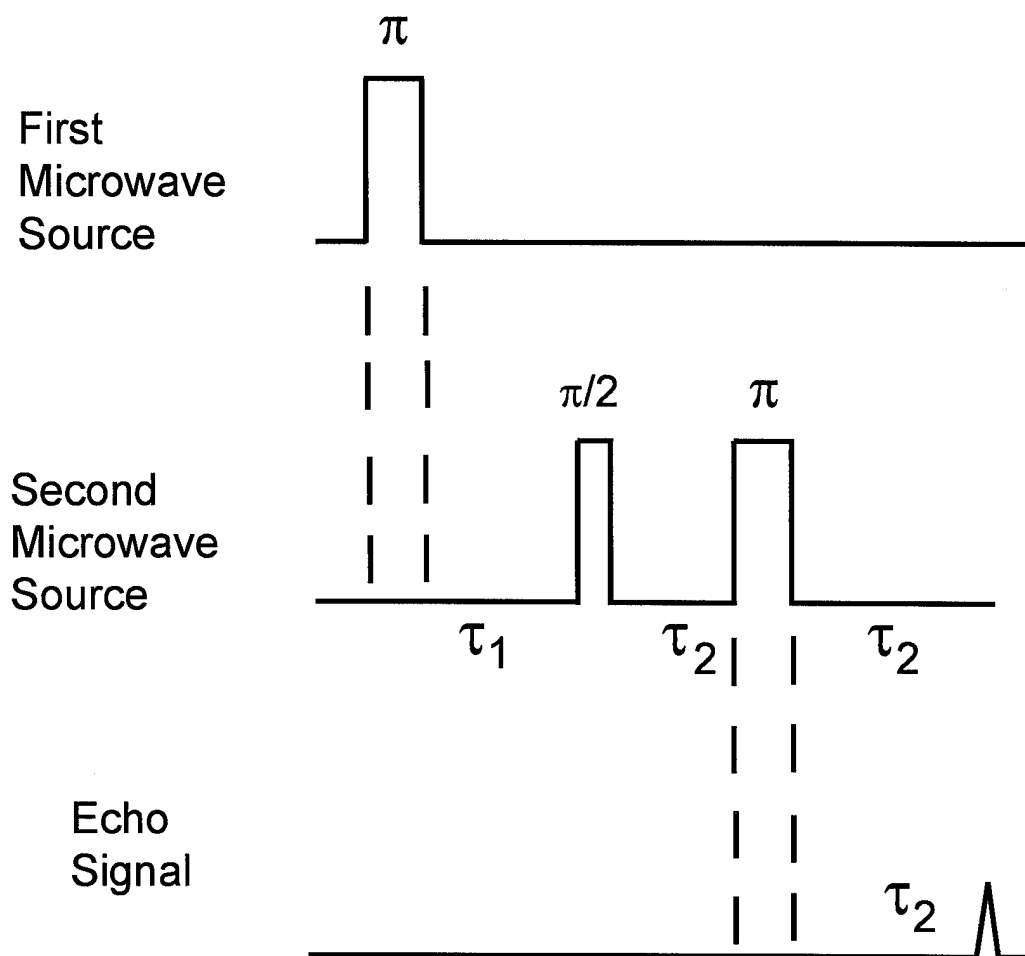 π
First
Microwave
Source
π/2
π
Second
Microwave
Source
τ1
τ2
τ2
Echo
Signal
τ2